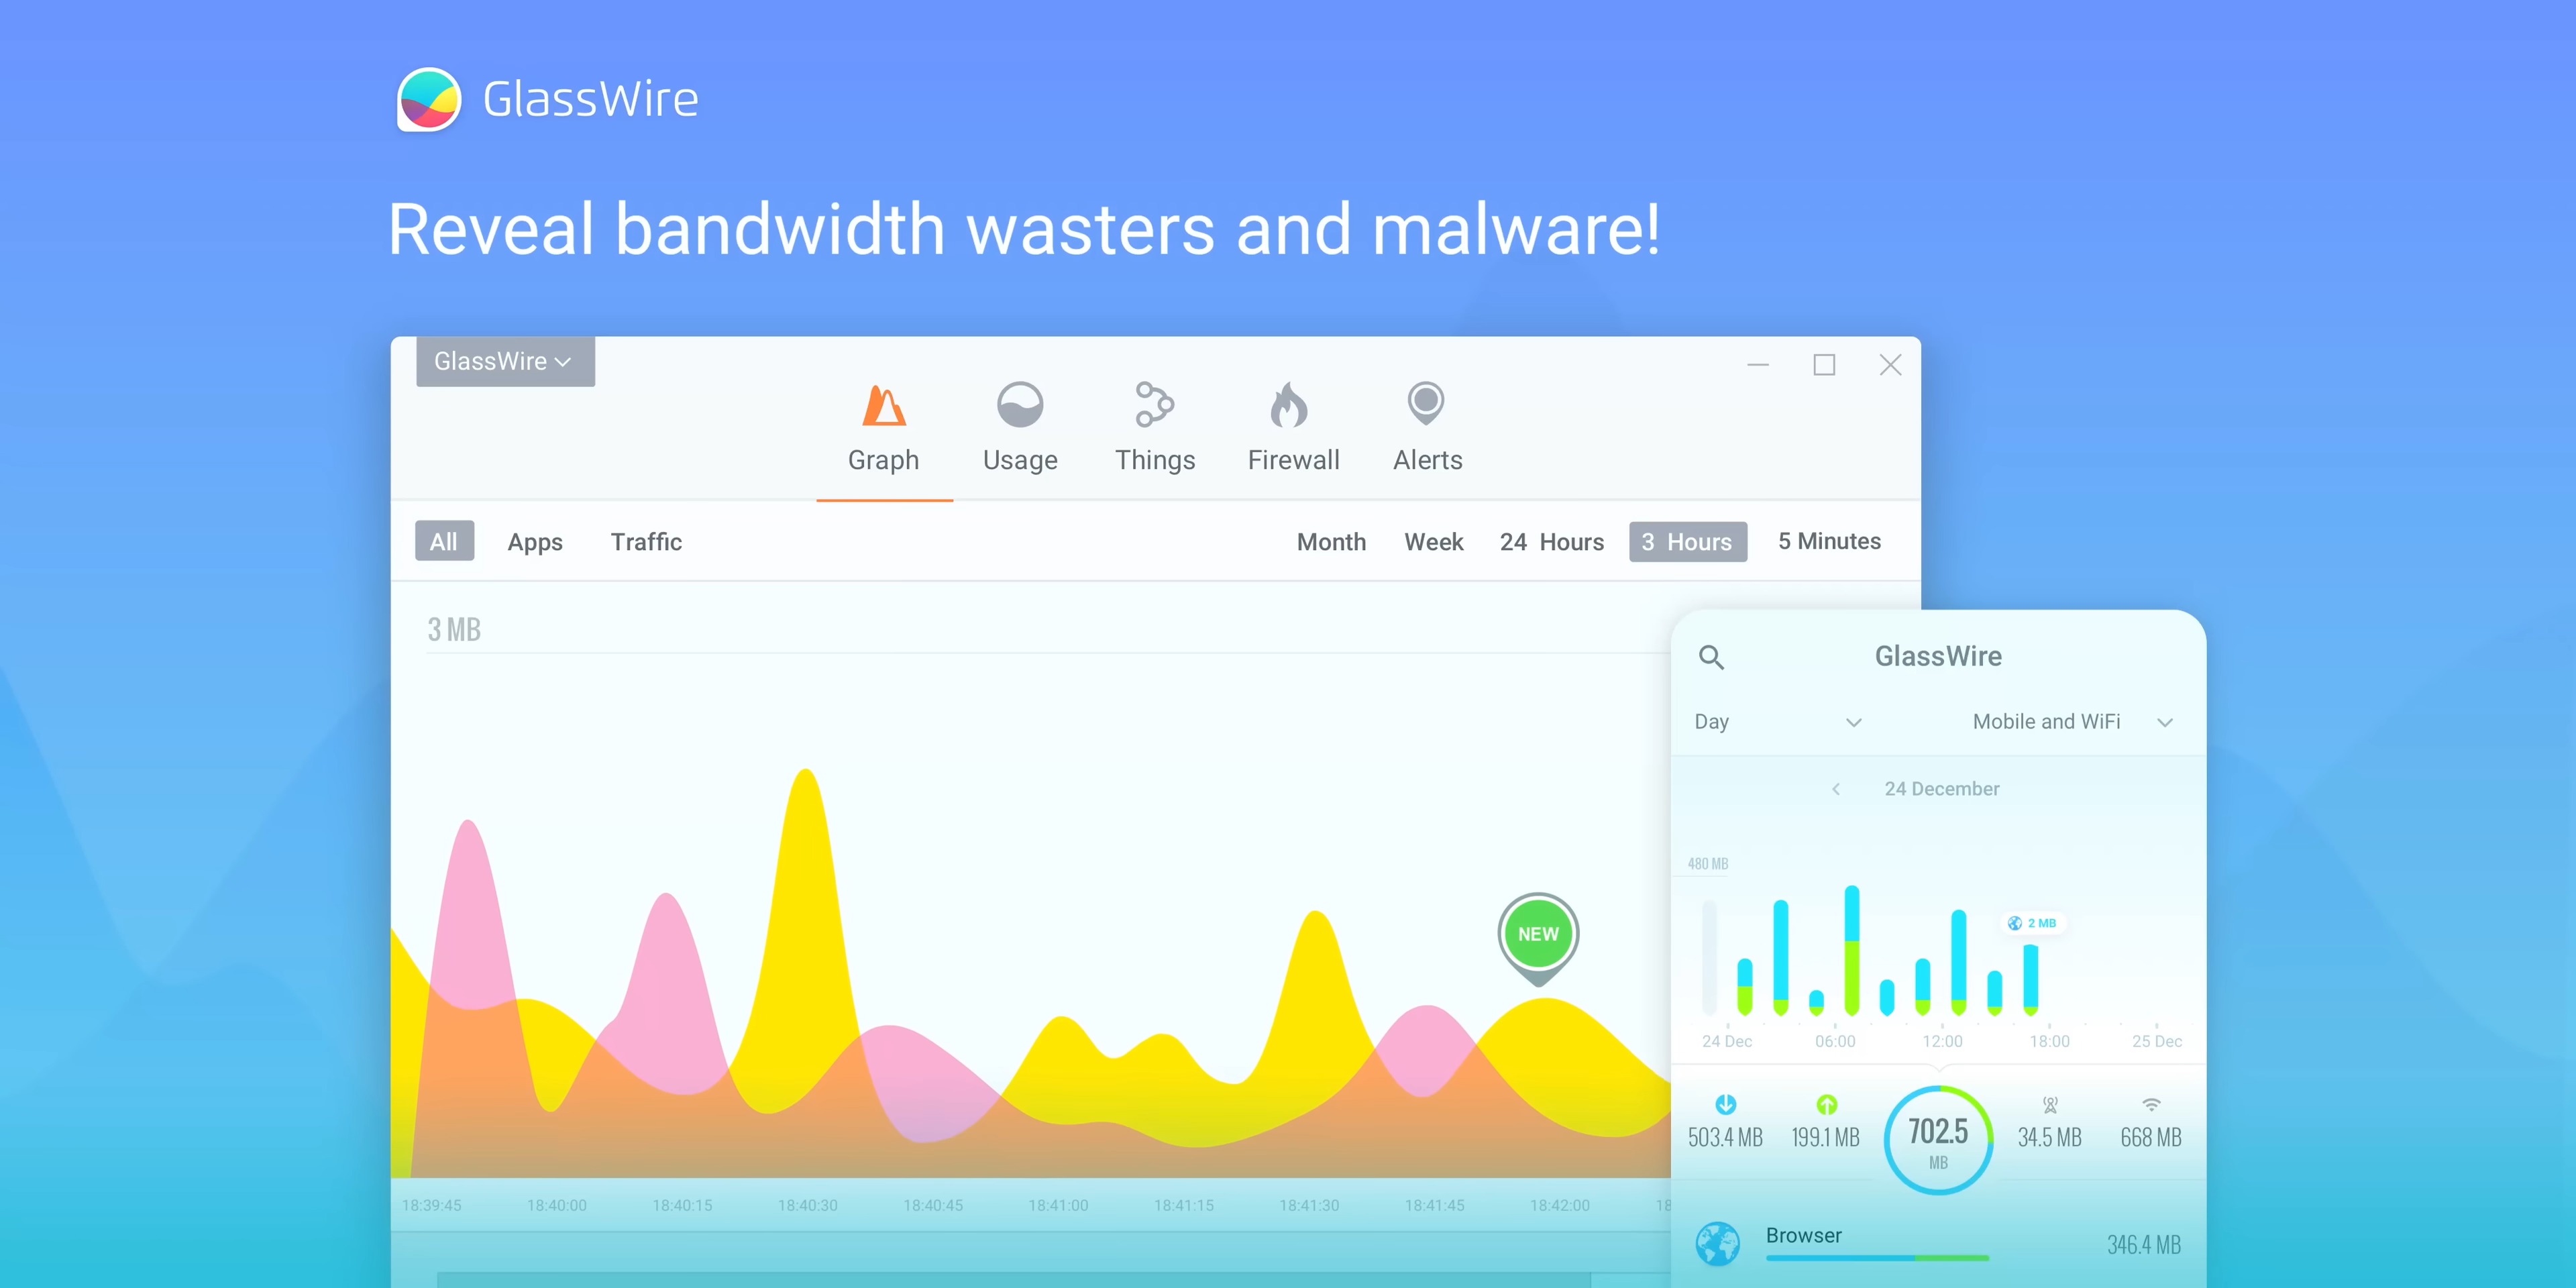 GlassWire
Reveal bandwidth wasters and malware!
GlassWire
Graph Usage Things Firewall Alerts
All Apps Traffic Month Week 24 Hours 3 Hours 5 Minutes
3 MB
NEW
18:39:45 18:40:00 18:40:15 18:40:30 18:40:45 18:41:00 18:41:15 18:41:30 18:41:45 18:42:00 18
GlassWire
Day Mobile and WiFi
24 December
480 MB
2 MB
24 Dec 06:00 12:00 18:00 25 Dec
503.4 MB 199.1 MB 702.5 MB 34.5 MB 668 MB
Browser 346.4 MB